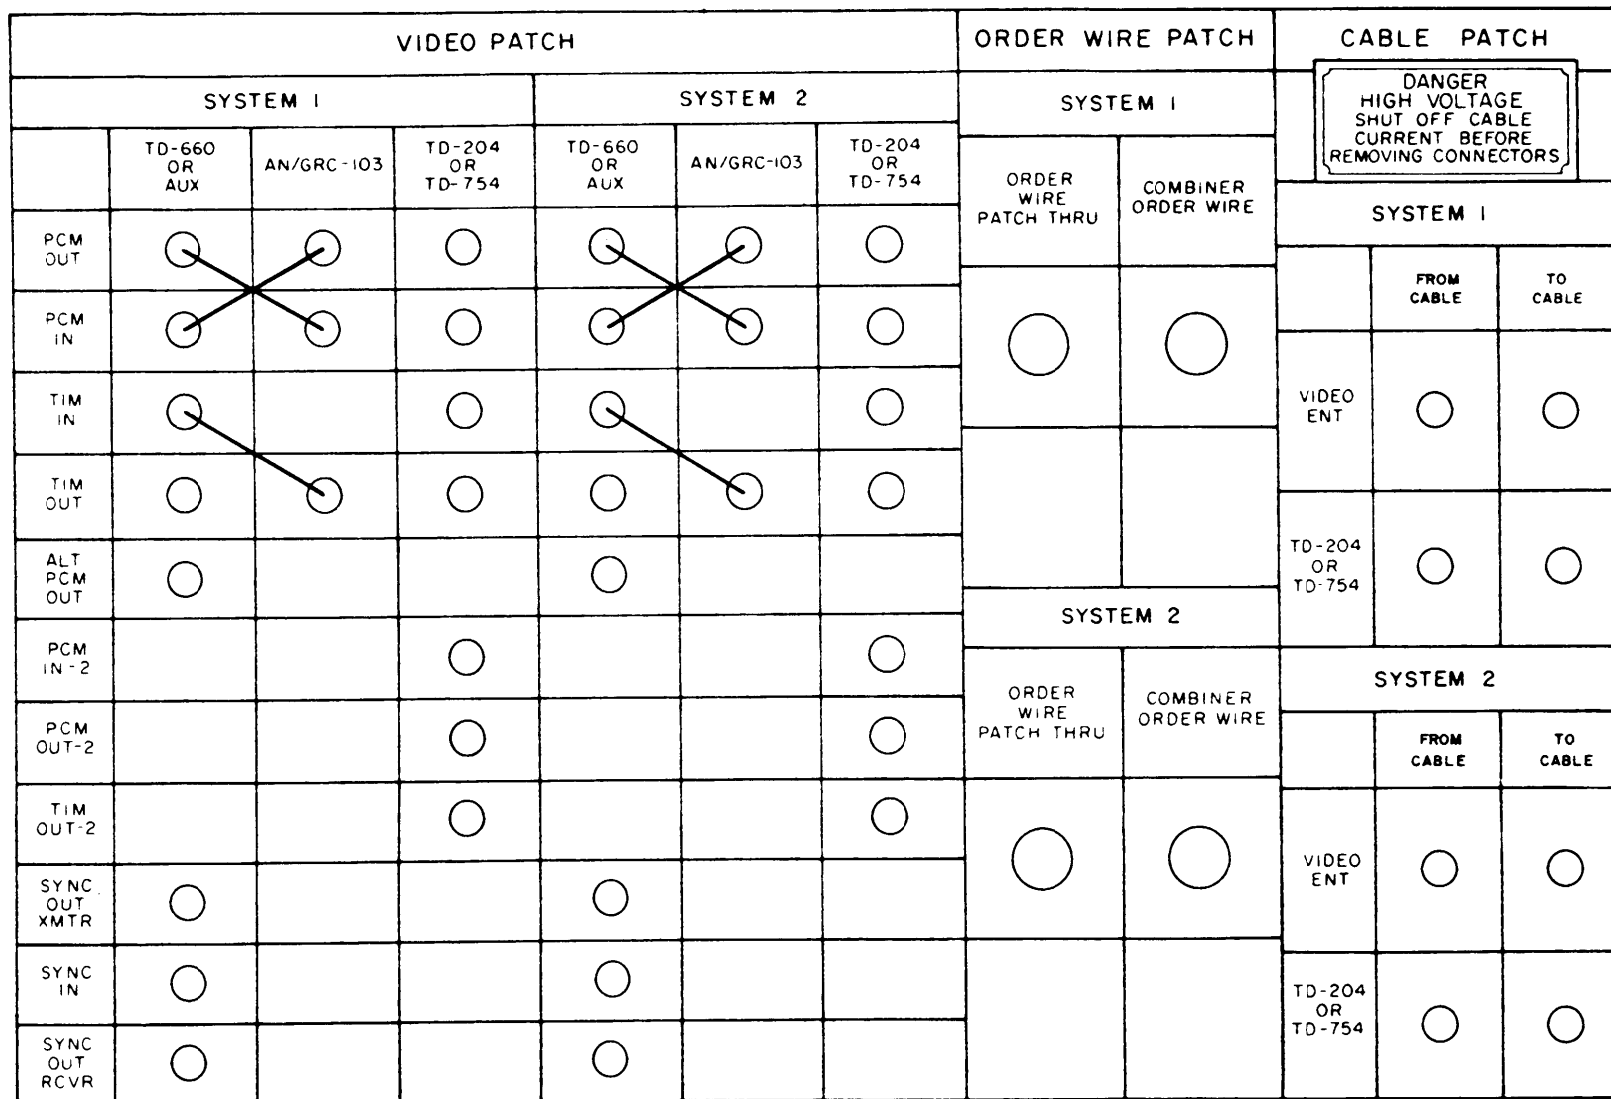 VIDEO PATCH
ORDER WIRE PATCH
CABLE PATCH
DANGER
HIGH VOLTAGE
SHUT OFF CABLE
CURRENT BEFORE
REMOVING CONNECTORS
SYSTEM 1
SYSTEM 2
SYSTEM 1
TD-660
OR
AUX
AN/GRC-103
TD-204
OR
TD-754
TD-660
OR
AUX
AN/GRC-103
TD-204
OR
TD-754
ORDER
WIRE
PATCH THRU
COMBINER
ORDER WIRE
SYSTEM 1
FROM
CABLE
TO
CABLE
PCM
OUT
PCM
IN
TIM
IN
TIM
OUT
ALT
PCM
OUT
PCM
IN-2
PCM
OUT-2
TIM
OUT-2
SYNC
OUT
XMTR
SYNC
IN
SYNC
OUT
RCVR
VIDEO
ENT
TD-204
OR
TD-754
SYSTEM 2
ORDER
WIRE
PATCH THRU
COMBINER
ORDER WIRE
SYSTEM 2
FROM
CABLE
TO
CABLE
VIDEO
ENT
TD-204
OR
TD-754